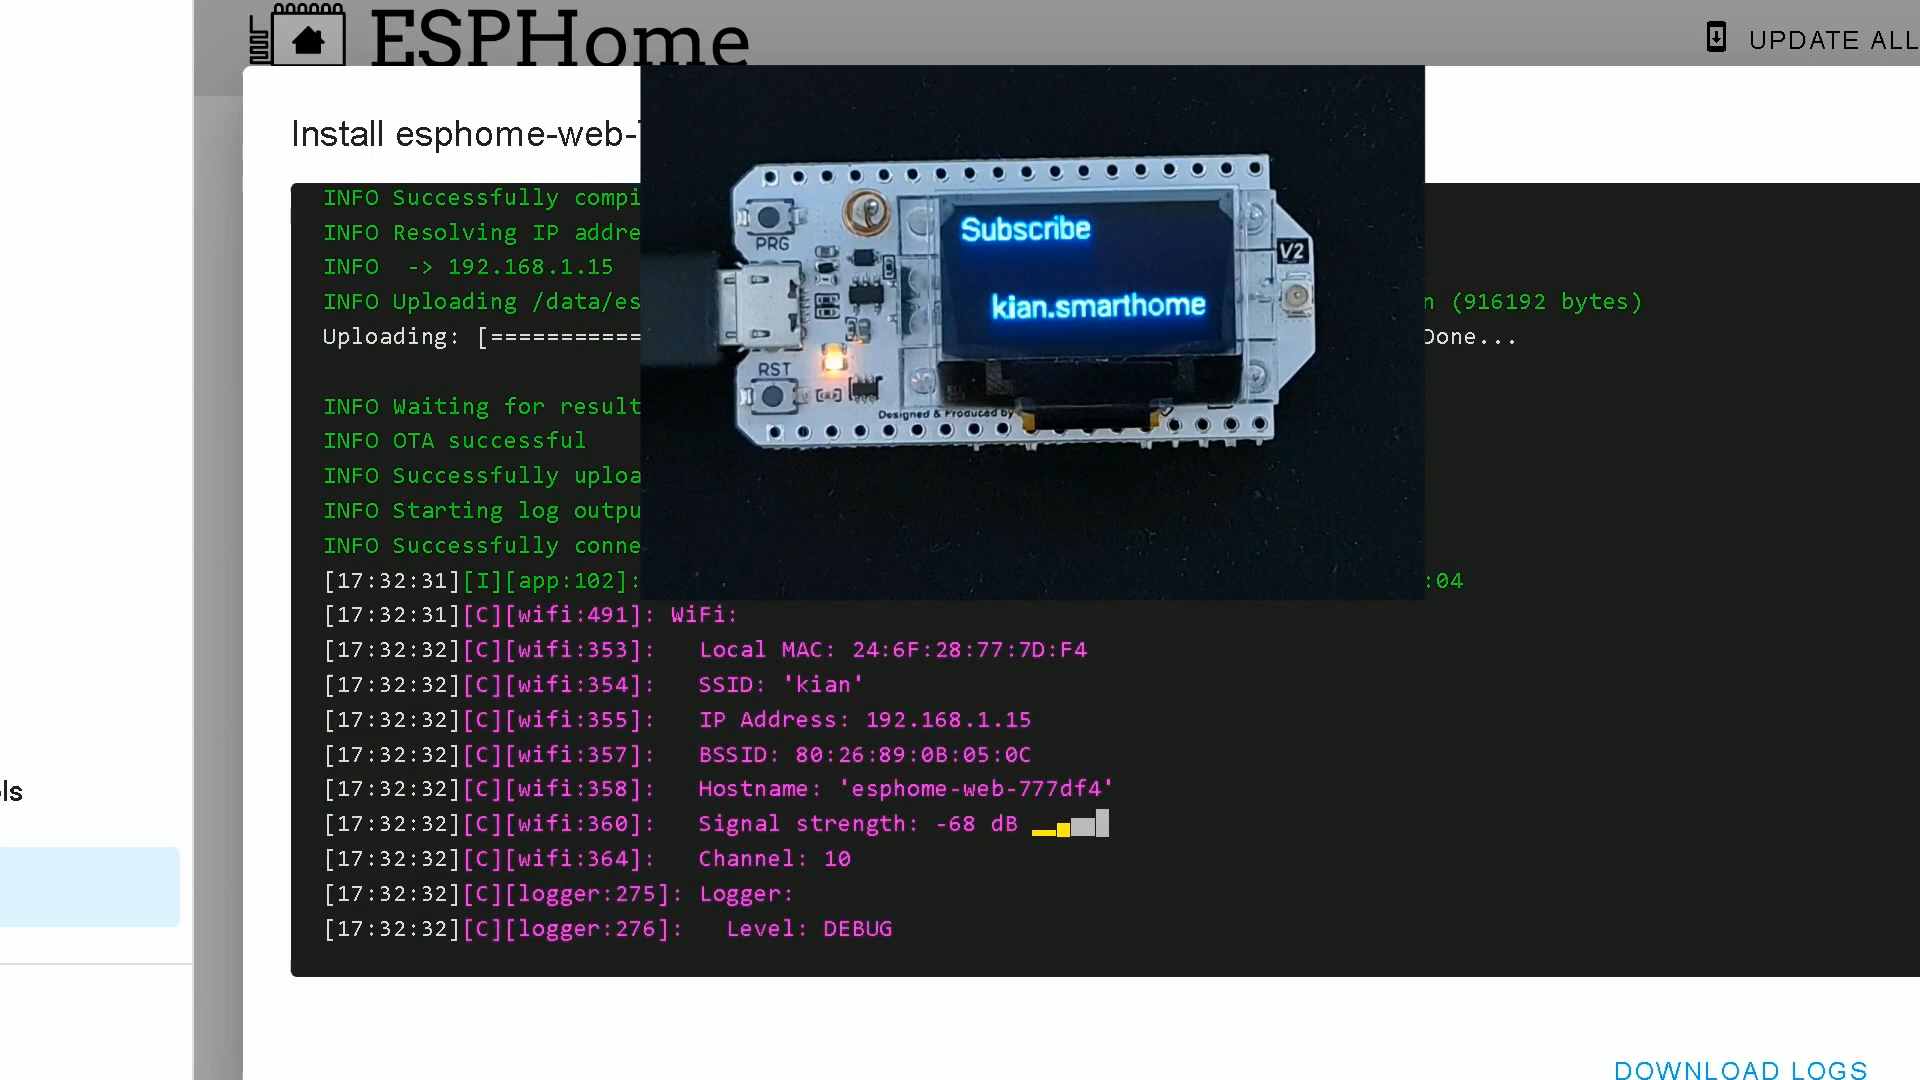 ESPHome
UPDATE ALL
Install esphome-web-
INFO Successfully compi
INFO Resolving IP addre
INFO -> 192.168.1.15
INFO Uploading /data/es
n (916192 bytes)
Uploading: [===========
Done...
INFO Waiting for result
INFO OTA successful
INFO Successfully uploa
INFO Starting log outpu
INFO Successfully conne
[17:32:31][I][app:102]:
:04
[17:32:31][C][wifi:491]: WiFi:
[17:32:32][C][wifi:353]: Local MAC: 24:6F:28:77:7D:F4
[17:32:32][C][wifi:354]: SSID: 'kian'
[17:32:32][C][wifi:355]: IP Address: 192.168.1.15
[17:32:32][C][wifi:357]: BSSID: 80:26:89:0B:05:0C
[17:32:32][C][wifi:358]: Hostname: 'esphome-web-777df4'
[17:32:32][C][wifi:360]: Signal strength: -68 dB
[17:32:32][C][wifi:364]: Channel: 10
[17:32:32][C][logger:275]: Logger:
[17:32:32][C][logger:276]: Level: DEBUG
PRG
Subscribe
kian.smarthome
V2
RST
Designed & Produced by
ls
DOWNLOAD LOGS